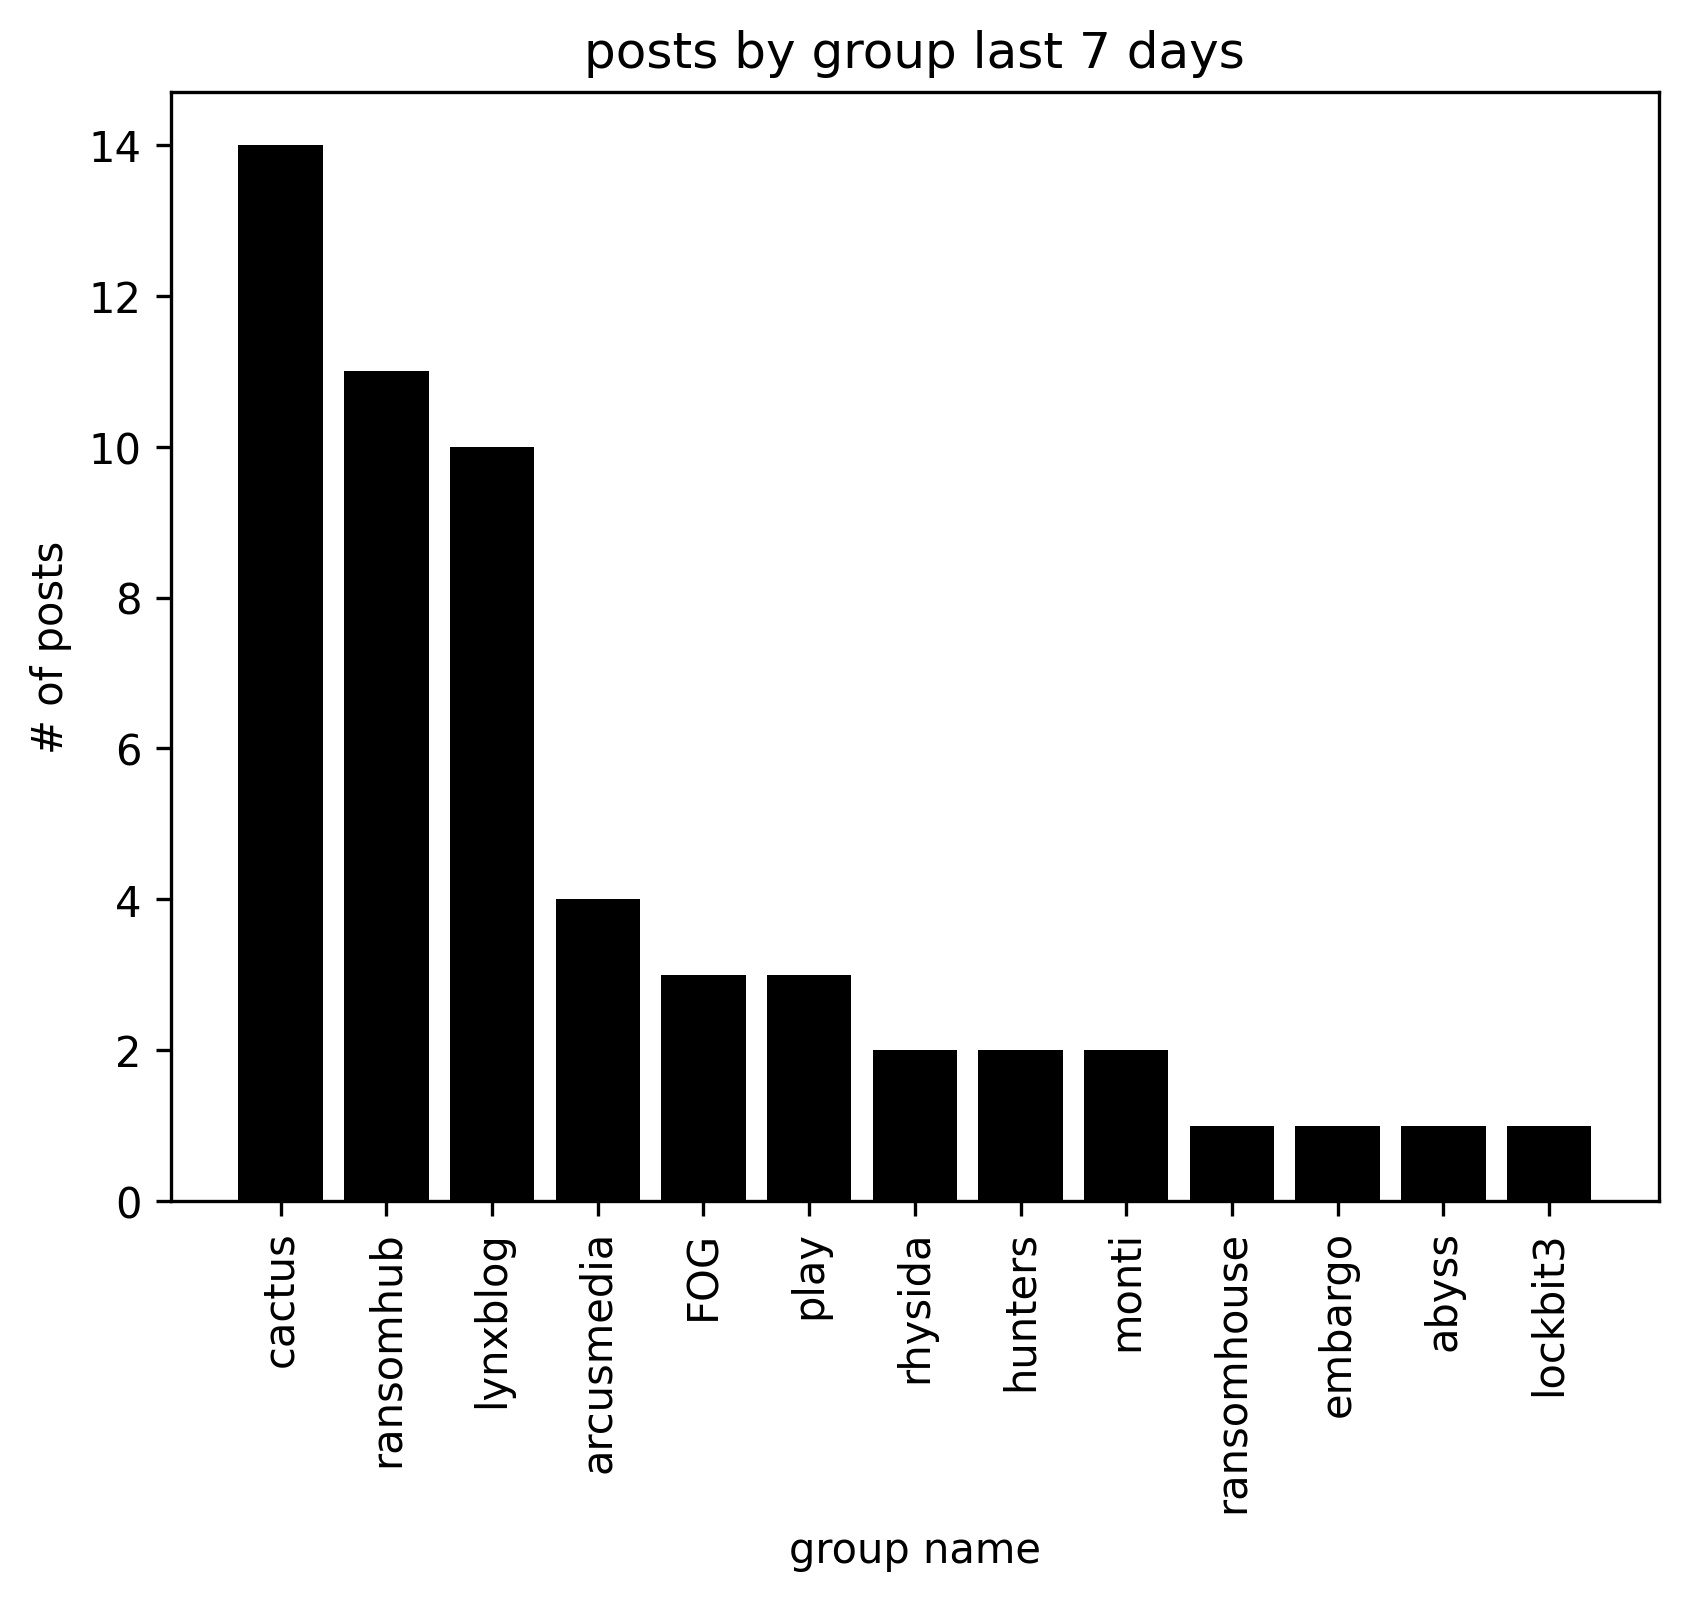 posts by group last 7 days
14
12
10
8
6
4
2
0
# of posts
cactus
ransomhub
lynxblog
arcusmedia
FOG
play
rhysida
hunters
monti
ransomhouse
embargo
abyss
lockbit3
group name